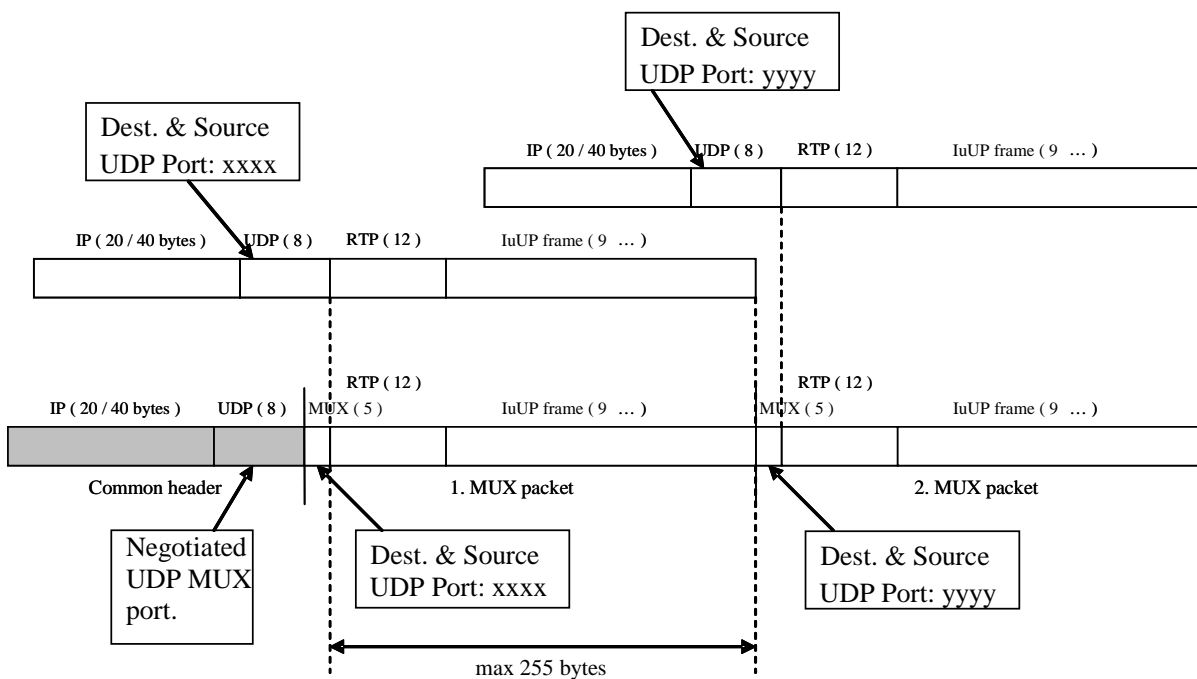 Dest. & Source
UDP Port: yyyy
Dest. & Source
UDP Port: xxxx
IP ( 20 / 40 bytes ) UDP ( 8 ) RTP ( 12 ) IuUP frame ( 9 … )
IP ( 20 / 40 bytes ) UDP ( 8 ) RTP ( 12 ) IuUP frame ( 9 … )
RTP ( 12 ) RTP ( 12 )
IP ( 20 / 40 bytes ) UDP ( 8 ) MUX ( 5 ) IuUP frame ( 9 … ) MUX ( 5 ) IuUP frame ( 9 … )
Common header 1. MUX packet 2. MUX packet
Negotiated
UDP MUX
port.
Dest. & Source
UDP Port: xxxx
Dest. & Source
UDP Port: yyyy
max 255 bytes